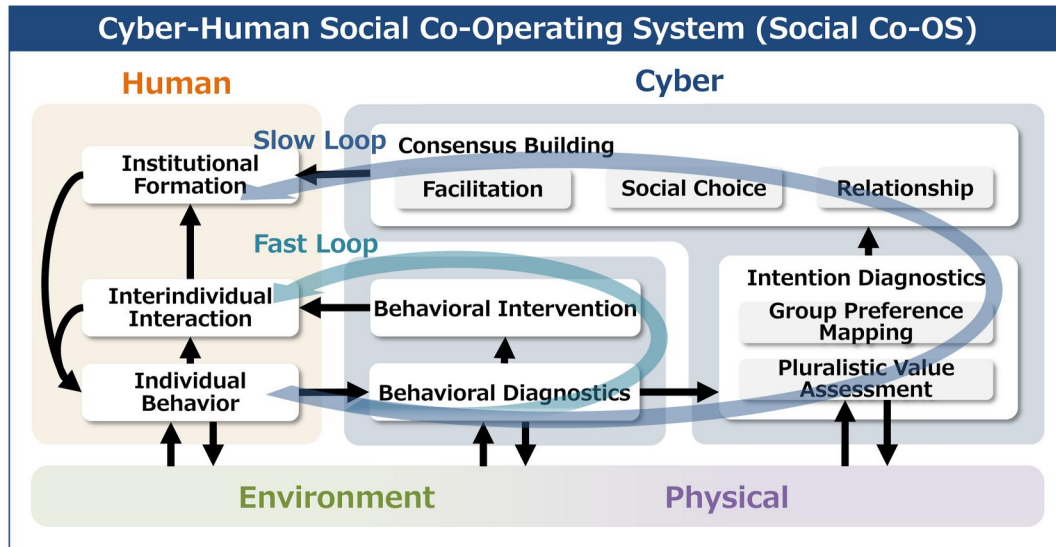 Cyber-Human Social Co-Operating System (Social Co-OS)
Human
Cyber
Slow Loop
Consensus Building
Institutional
Formation
Facilitation
Social Choice
Relationship
Fast Loop
Interindividual
Interaction
Behavioral Intervention
Intention Diagnostics
Group Preference
Mapping
Individual
Behavior
Behavioral Diagnostics
Pluralistic Value
Assessment
Environment
Physical